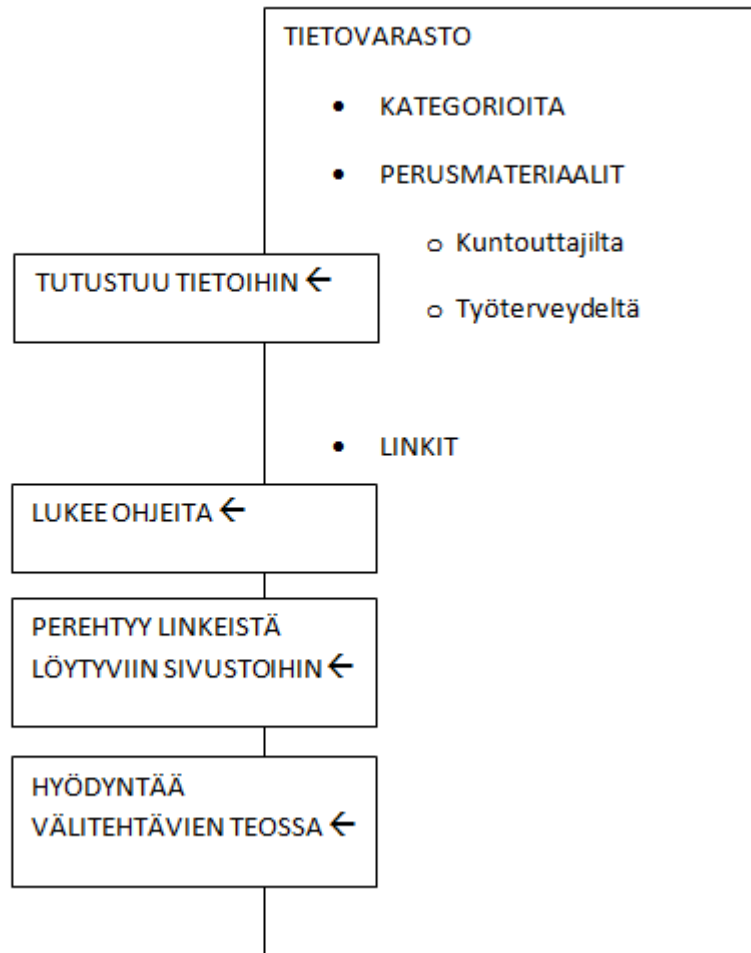 TIETOVARASTO
• KATEGORIOITA
• PERUSMATERIAALIT
o Kuntouttajilta
TUTUSTUU TIETOIHIN ←
o Työterveydeltä
• LINKIT
LUKEE OHJEITA ←
PEREHTYY LINKEISTÄ
LÖYTYVIIN SIVUSTOIHIN ←
HYÖDYNTÄÄ
VÄLITEHTÄVIEN TEOSSA ←